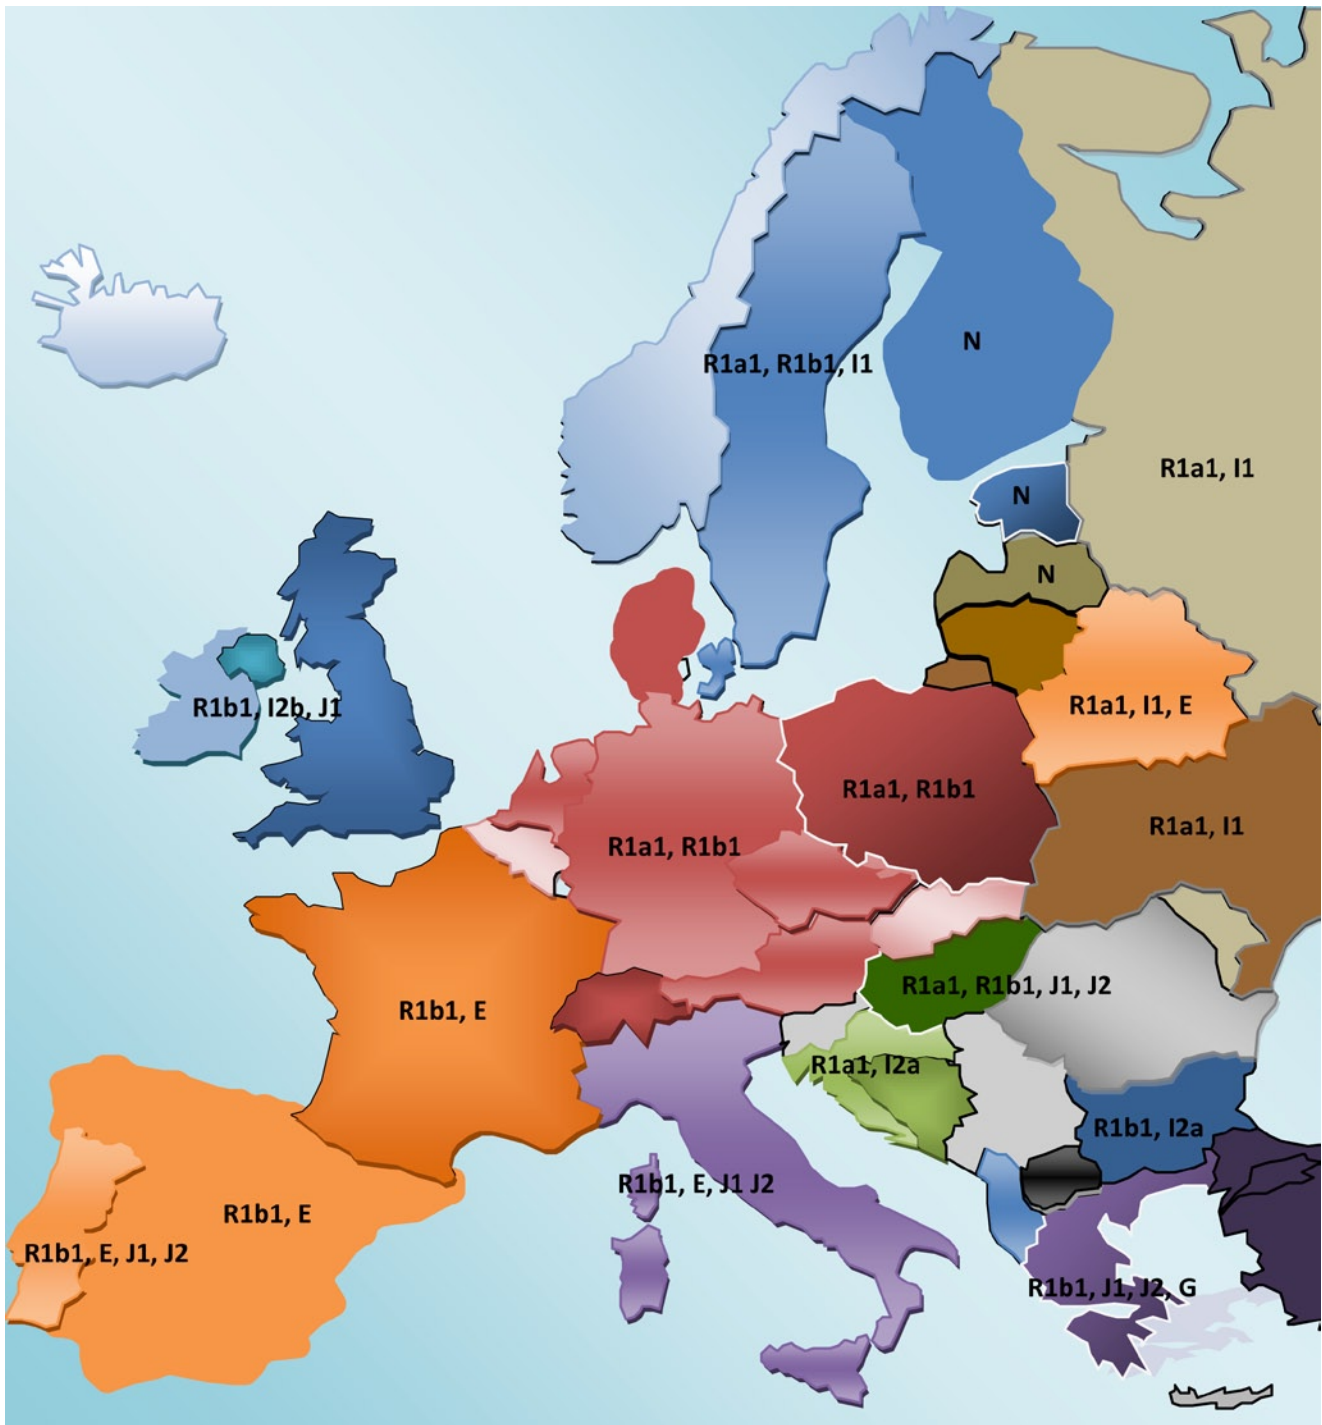 N
R1a1, R1b1, I1
R1a1, I1
N
N
R1b1, I2b, J1
R1a1, I1, E
R1a1, R1b1
R1a1, I1
R1a1, R1b1
R1a1, R1b1, J1, J2
R1b1, E
R1a1, I2a
R1b1, I2a
R1b1, E, J1 J2
R1b1, E
R1b1, E, J1, J2
R1b1, J1, J2, G